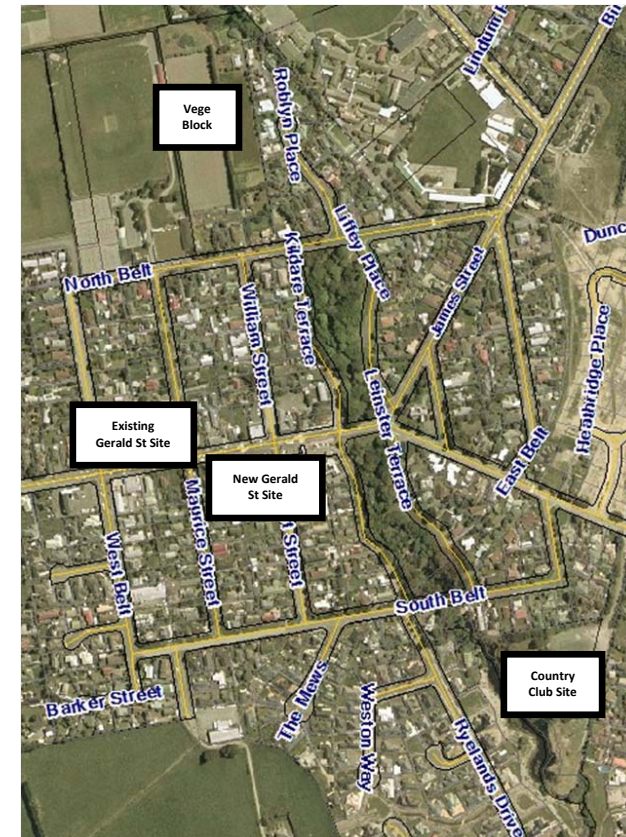 Lindum P
Bir
Vege
Block
Roblyn Place
Liffey Place
Dunc
North Belt
Kildare Terrace
William Street
James Street
Heathridge Place
Existing
Gerald St Site
Leinster Terrace
New Gerald
St Site
East Belt
Maurice Street
t Street
West Belt
South Belt
Country
Club Site
Barker Street
The Mews
Weston Way
Ryelands Drive